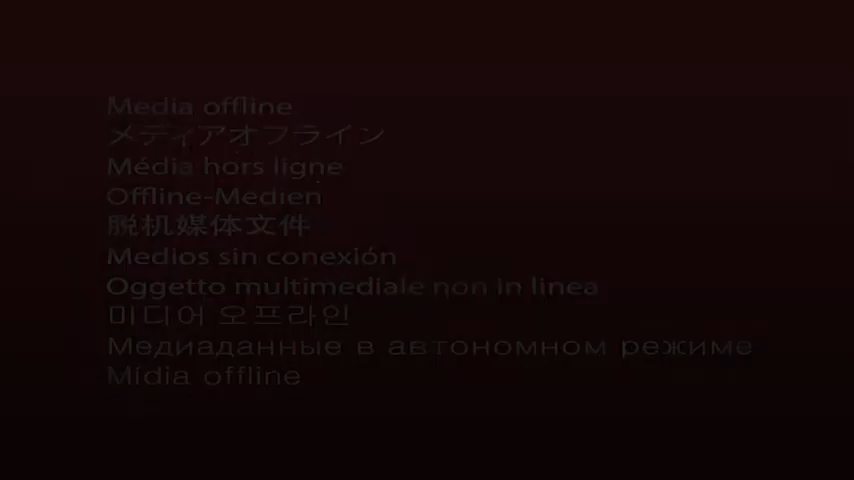 Media offline
メディアオフライン
Média hors ligne
Offline-Medien
脱机媒体文件
Medios sin conexión
Oggetto multimediale non in linea
미디어 오프라인
Медиаданные в автономном режиме
Mídia offline